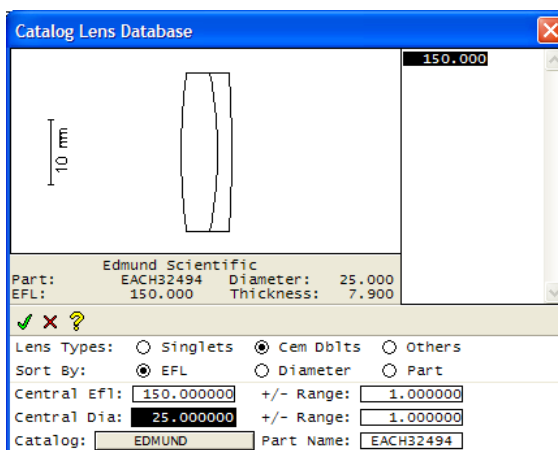 Catalog Lens Database
150.000
10 mm
Edmund Scientific
Part: EACH32494 Diameter: 25.000
EFL: 150.000 Thickness: 7.900
Lens Types: Singlets Cem Dblts Others
Sort By: EFL Diameter Part
Central Efl: 150.000000 +/- Range: 1.000000
Central Dia: 25.000000 +/- Range: 1.000000
Catalog: EDMUND Part Name: EACH32494